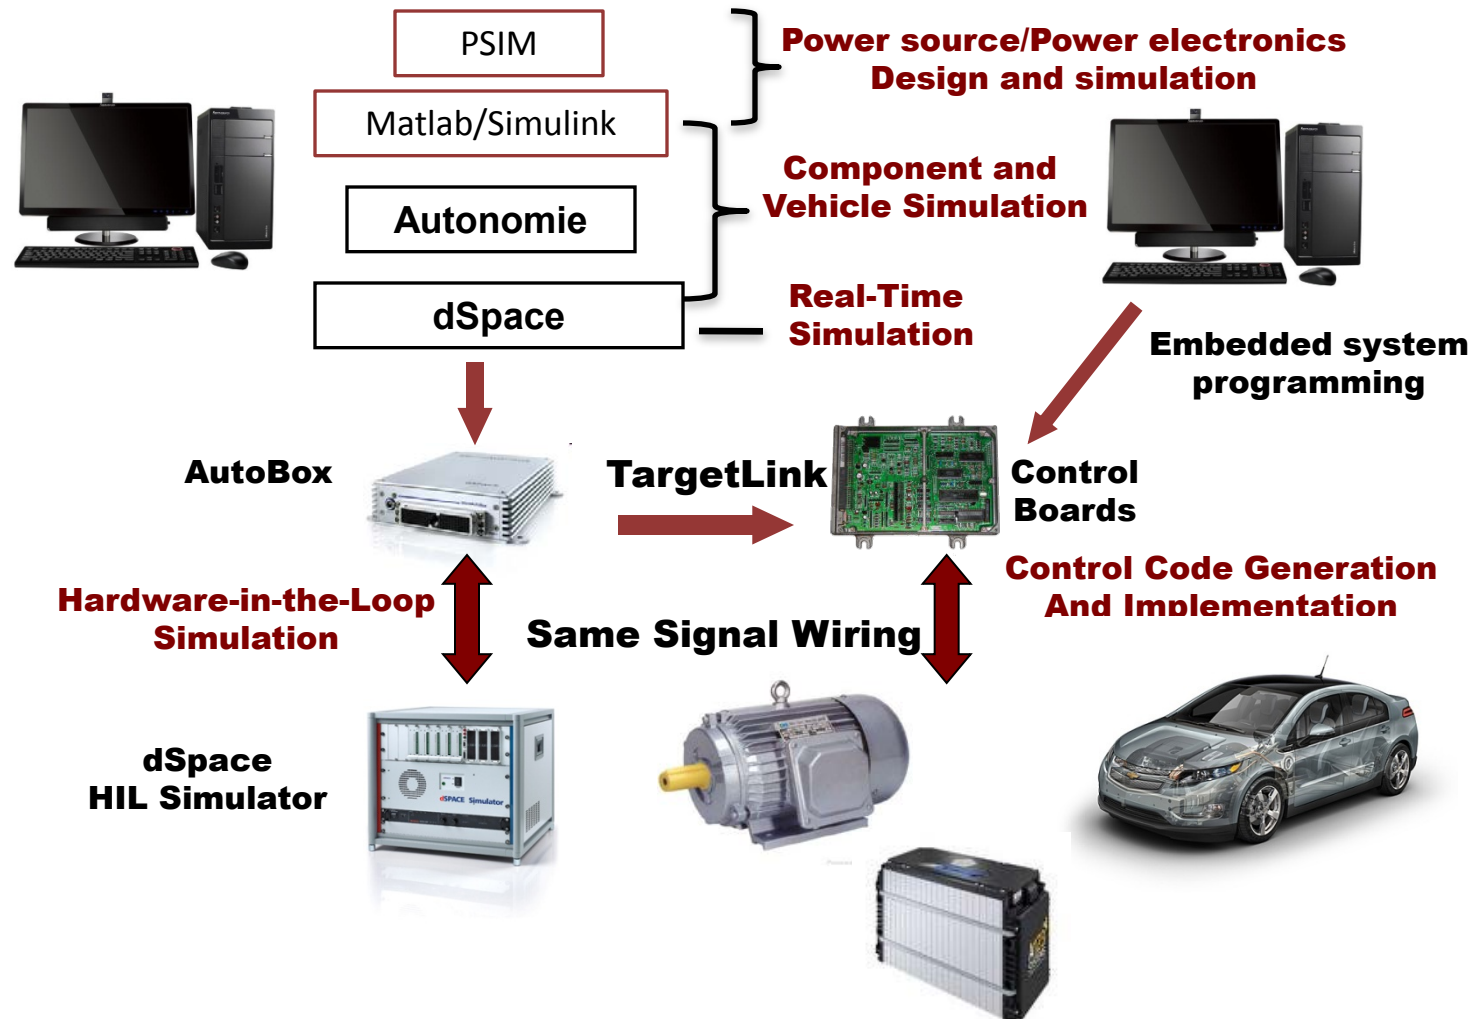 PSIM
Power source/Power electronics
Design and simulation
Matlab/Simulink
Component and
Vehicle Simulation
Autonomie
Real-Time
Simulation
dSpace
Embedded system
programming
AutoBox
TargetLink
Control
Boards
Hardware-in-the-Loop
Simulation
Same Signal Wiring
Control Code Generation
And Implementation
dSpace
HIL Simulator
dSPACE Simulator